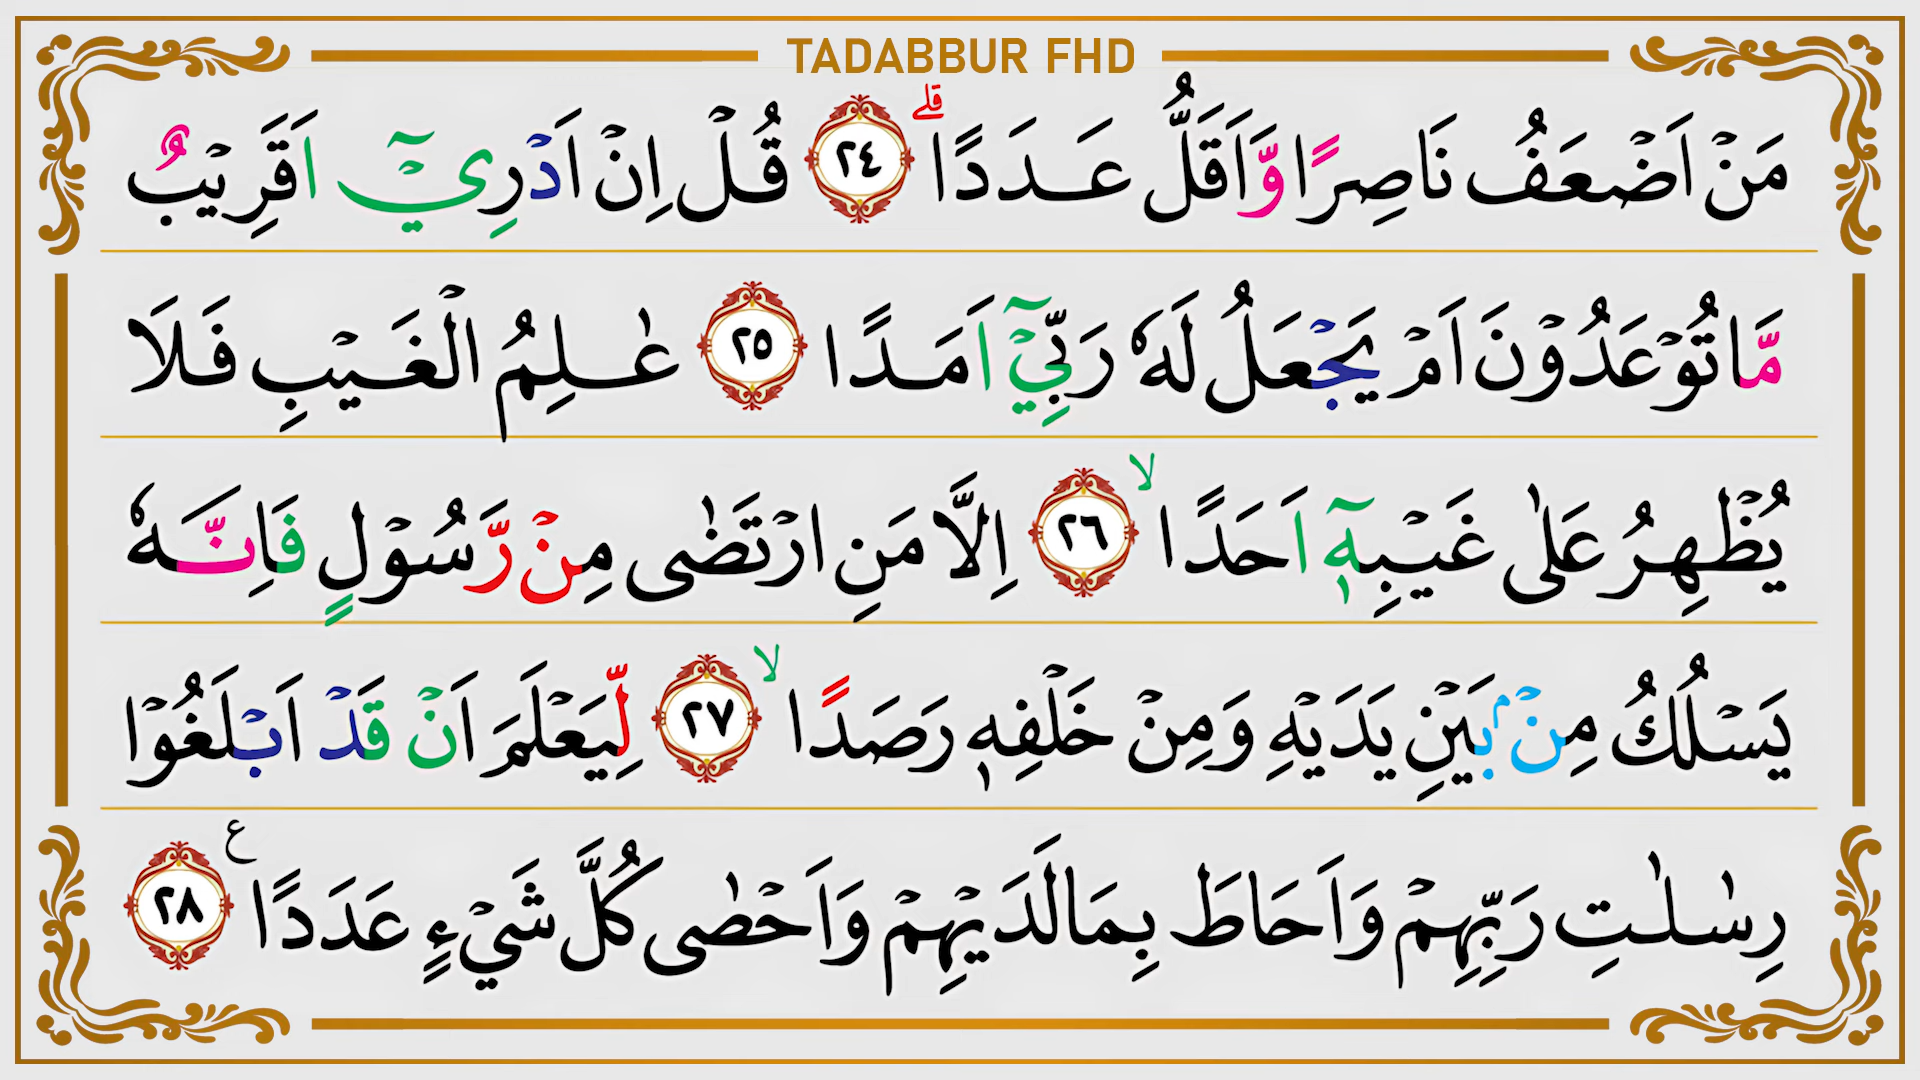 TADABBUR FHD
مَنْ اَضْعَفُ نَاصِرًا وَّاَقَلُّ عَدَدًا ۗ ٢٤ قُلْ اِنْ اَدْرِيْٓ اَقَرِيْبٌ
مَّا تُوْعَدُوْنَ اَمْ يَجْعَلُ لَهٗ رَبِّيْٓ اَمَدًا ٢٥ عٰلِمُ الْغَيْبِ فَلَا
يُظْهِرُ عَلٰى غَيْبِهٖٓ اَحَدًا ۙ ٢٦ اِلَّا مَنِ ارْتَضٰى مِنْ رَّسُوْلٍ فَاِنَّهٗ
يَسْلُكُ مِنْۢ بَيْنِ يَدَيْهِ وَمِنْ خَلْفِهٖ رَصَدًا ۙ ٢٧ لِّيَعْلَمَ اَنْ قَدْ اَبْلَغُوْا
رِسٰلٰتِ رَبِّهِمْ وَاَحَاطَ بِمَا لَدَيْهِمْ وَاَحْصٰى كُلَّ شَيْءٍ عَدَدًا ࣖ ٢٨